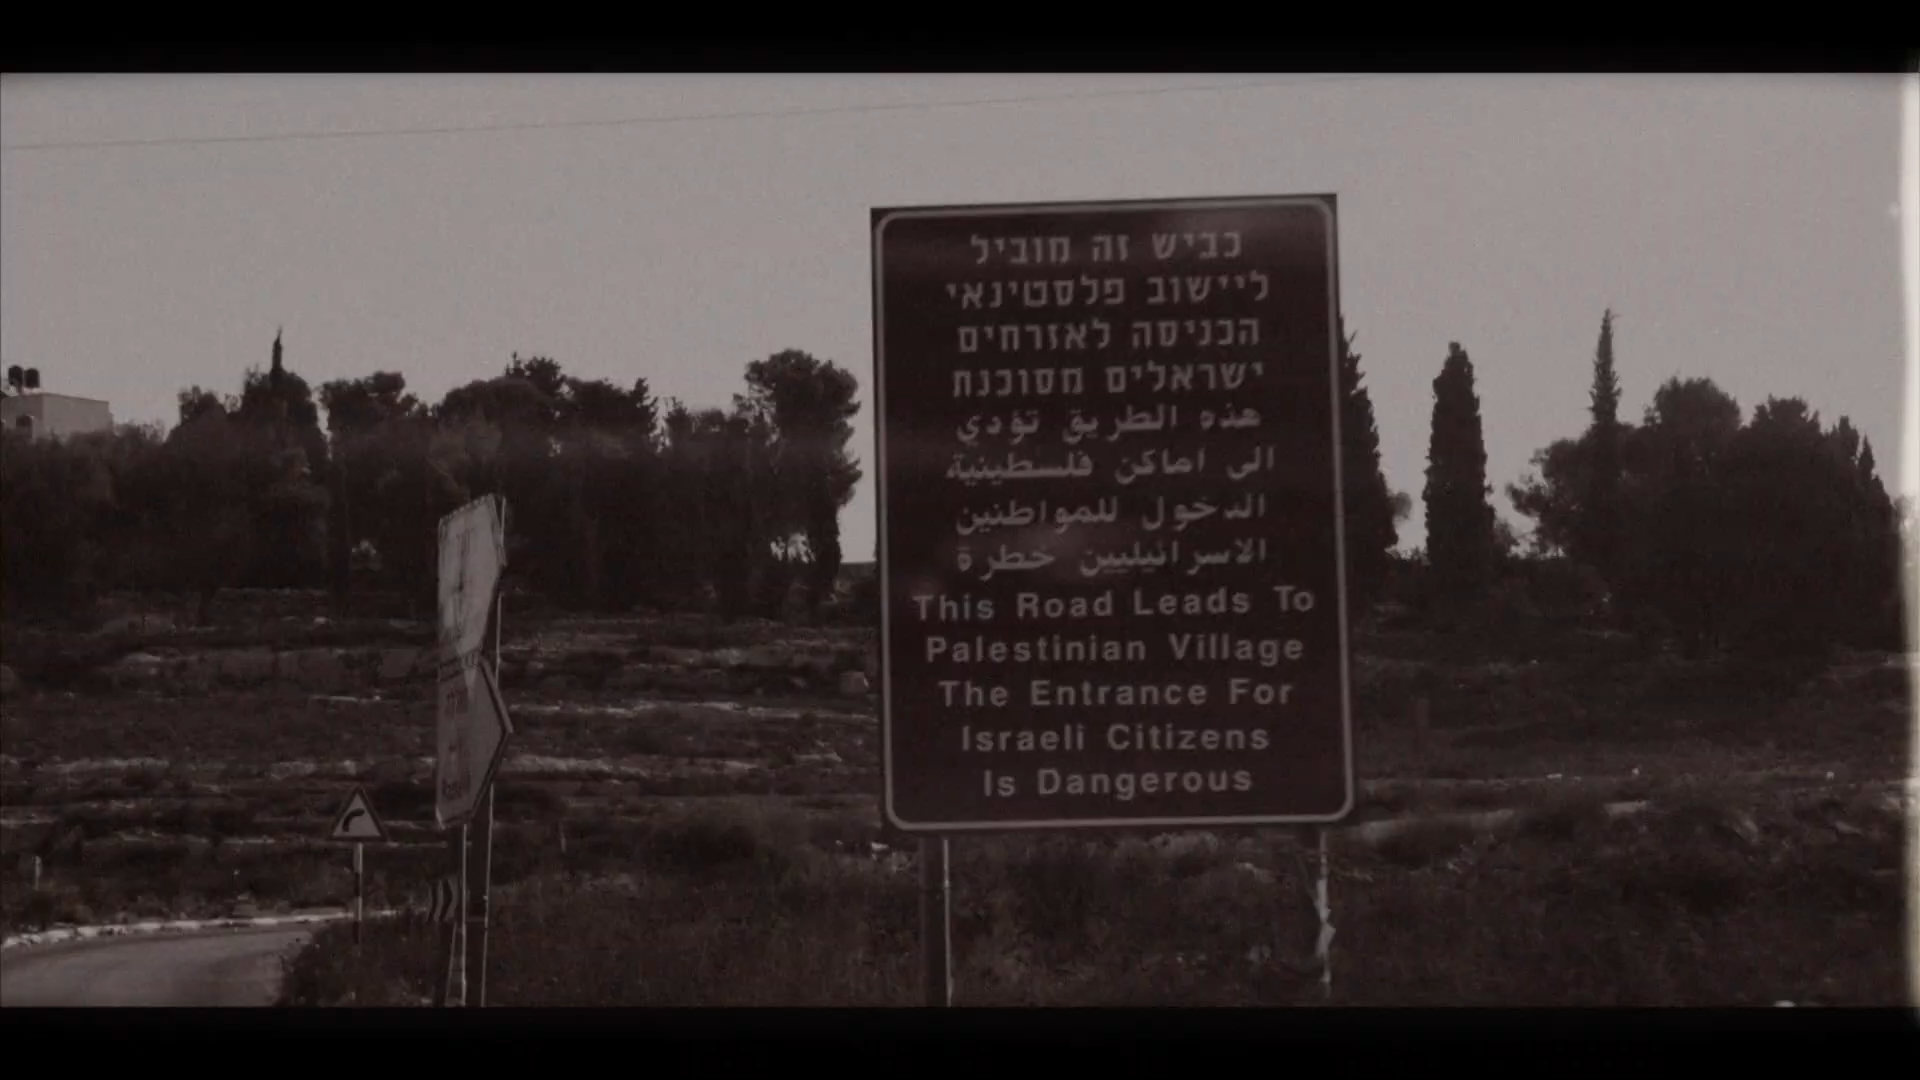 כביש זה מוביל
ליישוב פלסטינאי
הכניסה לאזרחים
ישראלים מסוכנת
هذه الطريق تؤدي
الى اماكن فلسطينية
الدخول للمواطنين
الاسرائيليين خطرة
This Road Leads To
Palestinian Village
The Entrance For
Israeli Citizens
Is Dangerous